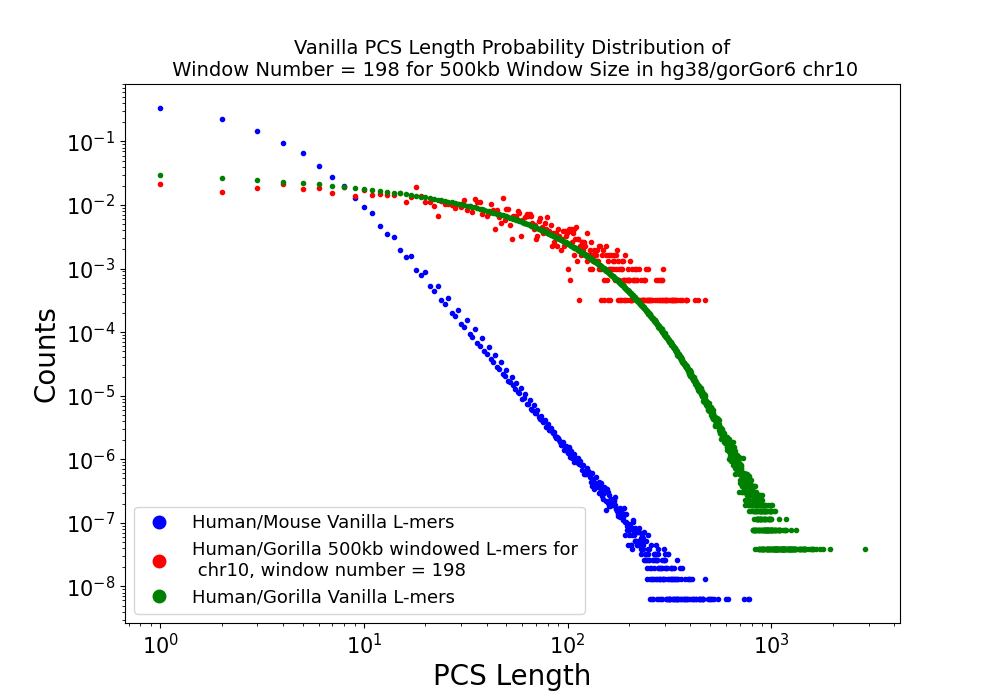 Vanilla PCS Length Probability Distribution of
Window Number = 198 for 500kb Window Size in hg38/gorGor6 chr10
Counts
10⁻¹
10⁻²
10⁻³
10⁻⁴
10⁻⁵
10⁻⁶
10⁻⁷
10⁻⁸
Human/Mouse Vanilla L-mers
Human/Gorilla 500kb windowed L-mers for
chr10, window number = 198
Human/Gorilla Vanilla L-mers
10⁰ 10¹ 10² 10³
PCS Length